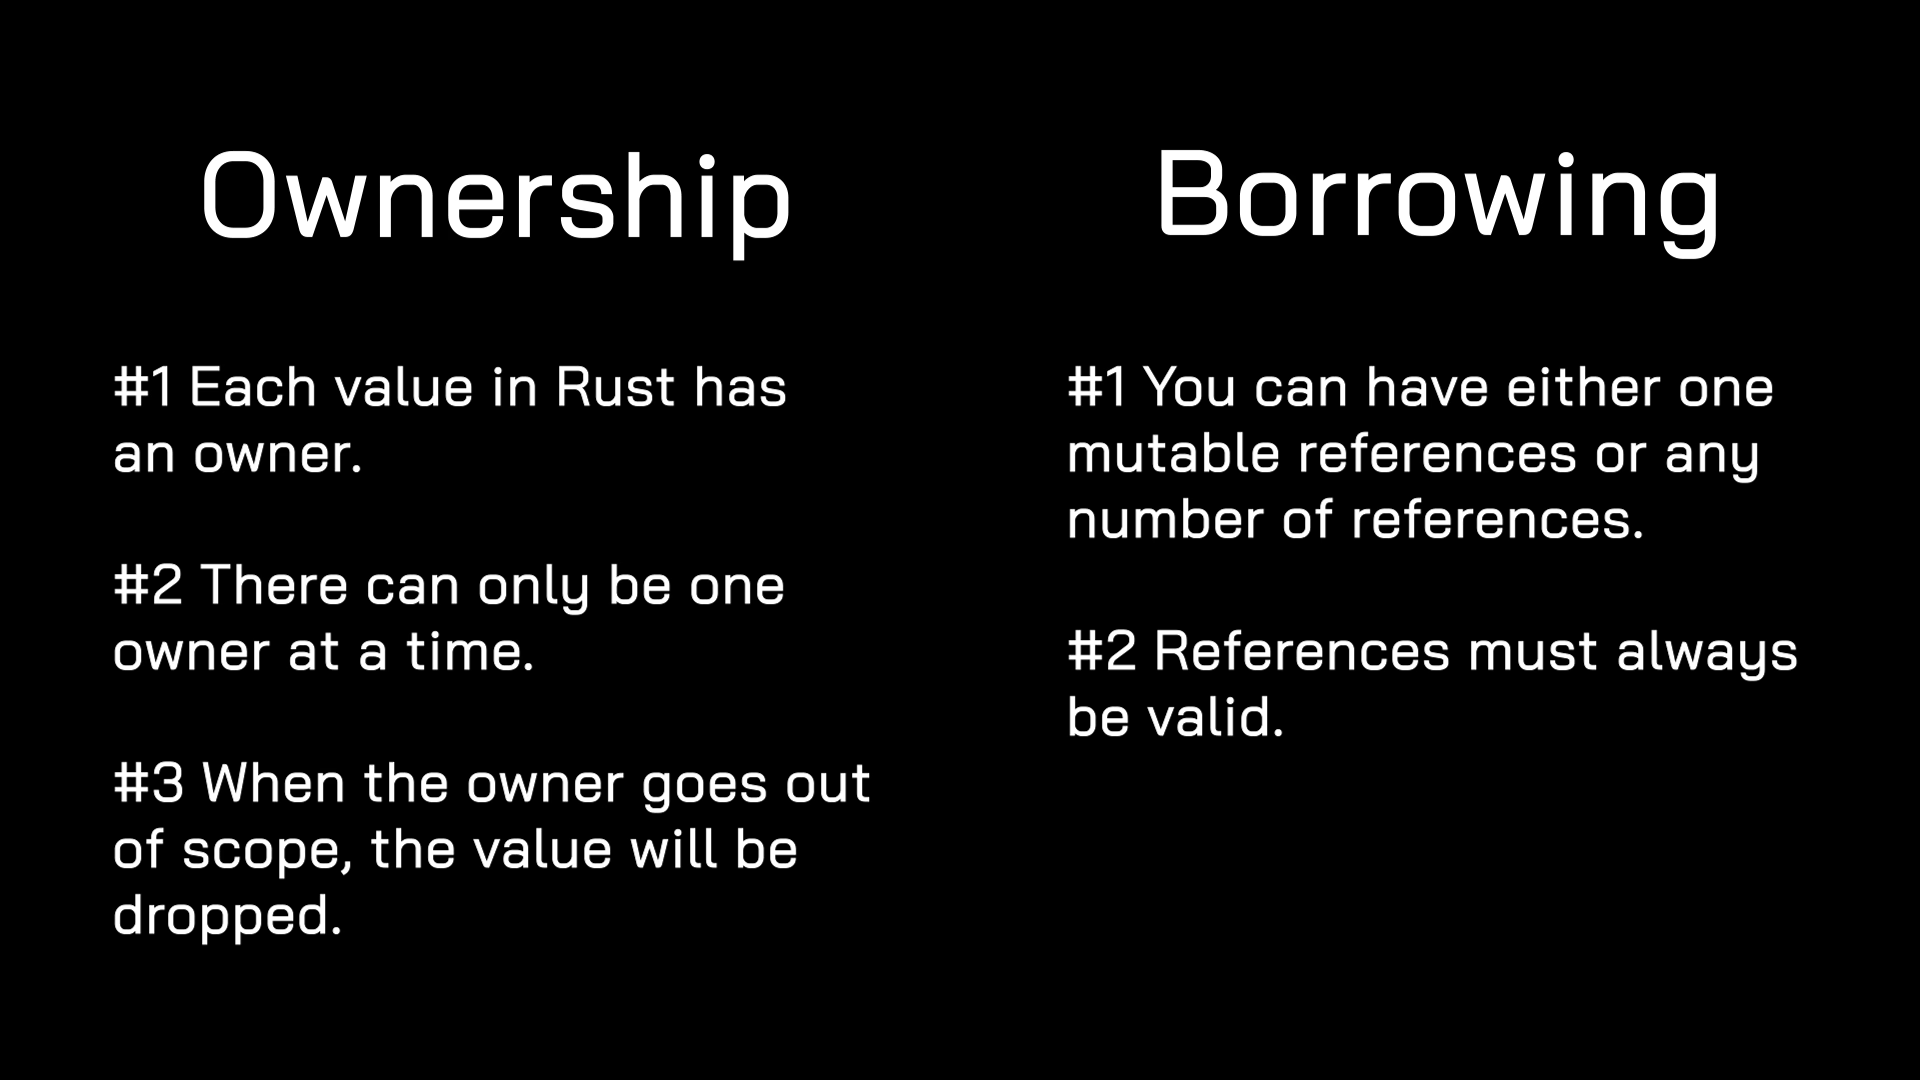 Ownership
#1 Each value in Rust has
an owner.
#2 There can only be one
owner at a time.
#3 When the owner goes out
of scope, the value will be
dropped.
Borrowing
#1 You can have either one
mutable references or any
number of references.
#2 References must always
be valid.